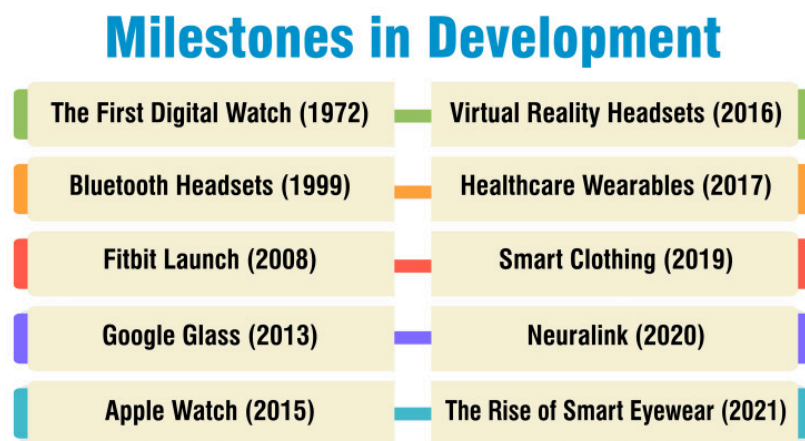 Milestones in Development
The First Digital Watch (1972)
Virtual Reality Headsets (2016)
Bluetooth Headsets (1999)
Healthcare Wearables (2017)
Fitbit Launch (2008)
Smart Clothing (2019)
Google Glass (2013)
Neuralink (2020)
Apple Watch (2015)
The Rise of Smart Eyewear (2021)